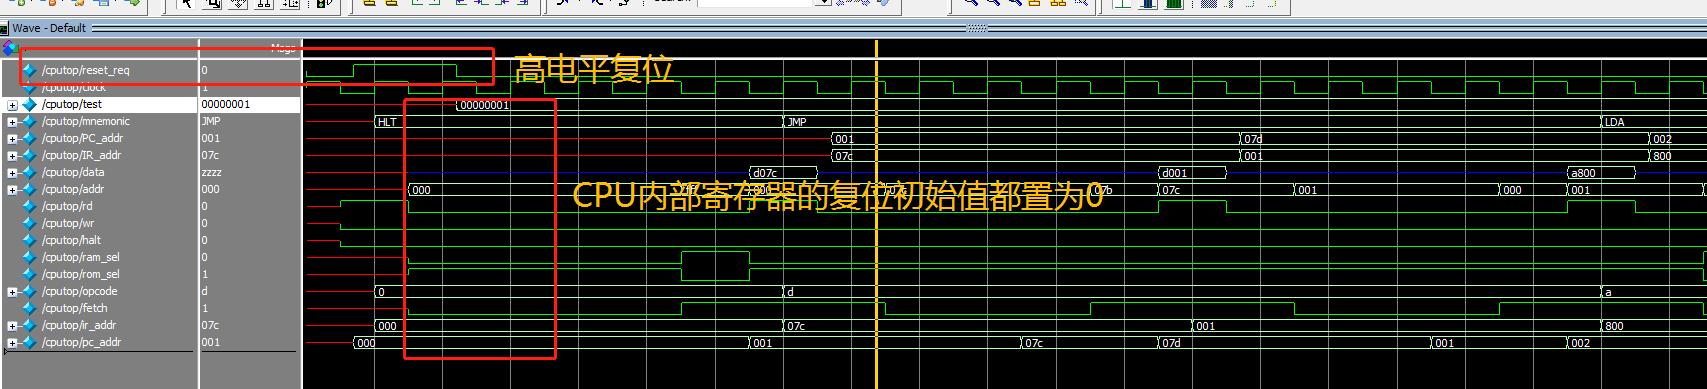 Wave - Default
Msgs
/cputop/reset_req 0
高电平复位
/cputop/clock 1
/cputop/test 00000001 00000001
/cputop/mnemonic JMP HLT JMP LDA
/cputop/PC_addr 001 001 07d 002
/cputop/IR_addr 07c 07c 001 800
/cputop/data zzzz d07c d001 a800
/cputop/addr 000 000 07b 07c 001 000 001
CPU内部寄存器的复位初始值都置为0
/cputop/rd 0
/cputop/wr 0
/cputop/halt 0
/cputop/ram_sel 0
/cputop/rom_sel 1
/cputop/opcode d 0 d a
/cputop/fetch 1
/cputop/ir_addr 07c 000 07c 001 800
/cputop/pc_addr 001 000 001 07c 07d 001 002